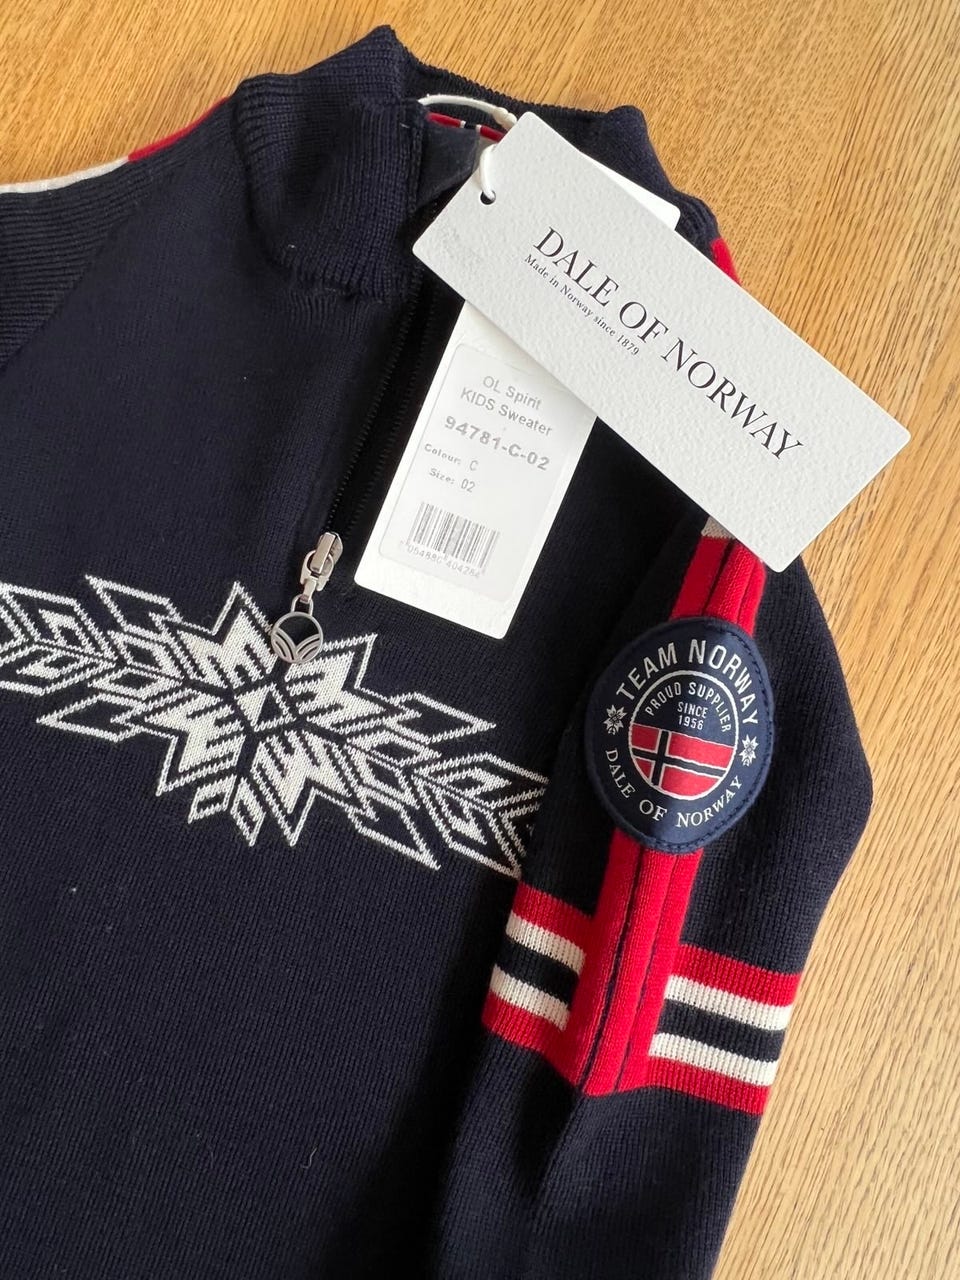 DALE OF NORWAY
Made in Norway since 1879
OL Spirit
KIDS Sweater
94781-C-02
Colour: C
Size: 02
TEAM NORWAY
PROUD SUPPLIER
SINCE
1956
DALE OF NORWAY